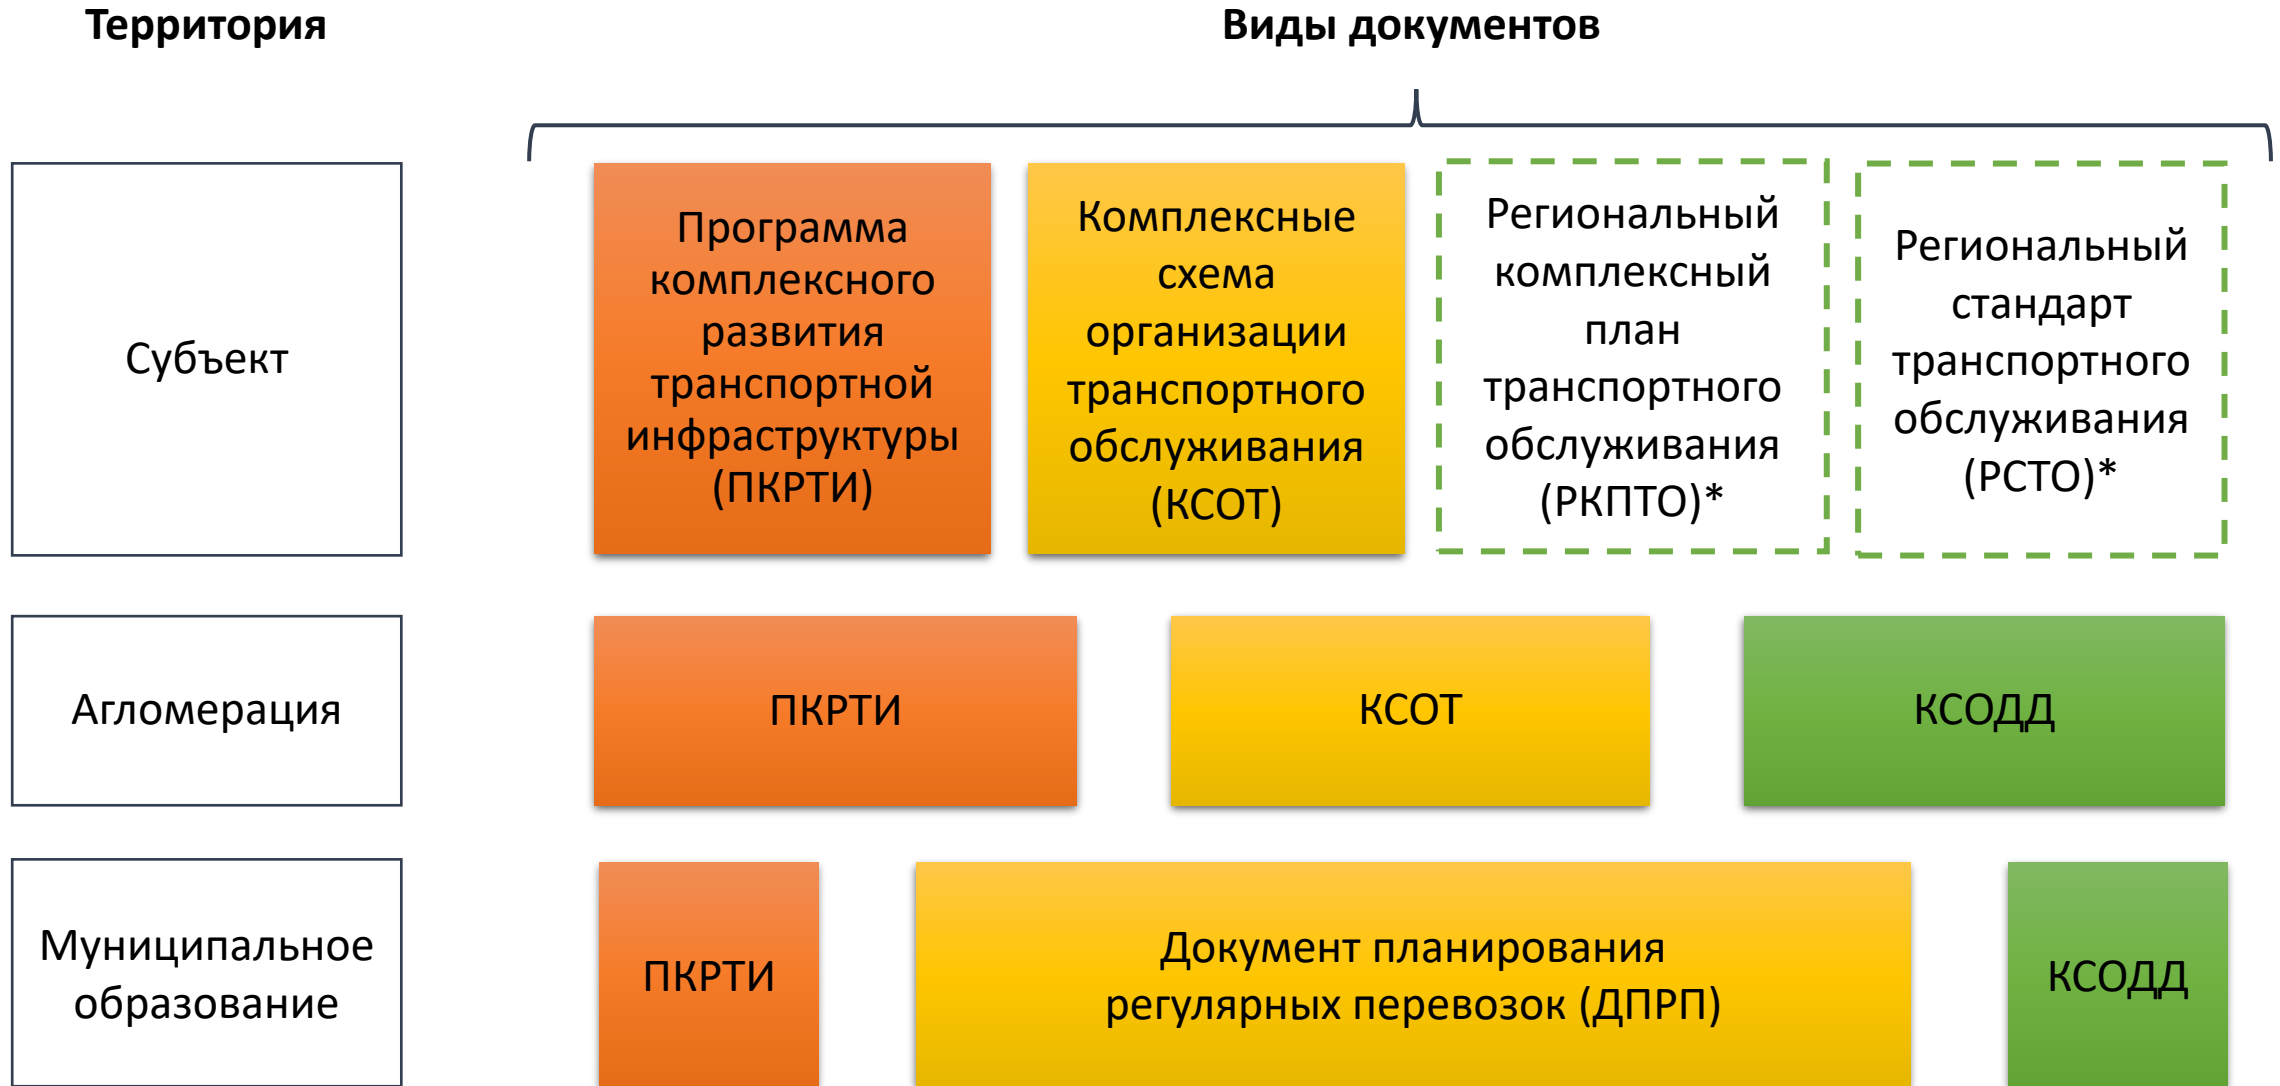 Территория
Виды документов
Субъект
Программа
комплексного
развития
транспортной
инфраструктуры
(ПКРТИ)
Комплексные
схема
организации
транспортного
обслуживания
(КСОТ)
Региональный
комплексный
план
транспортного
обслуживания
(РКПТО)*
Региональный
стандарт
транспортного
обслуживания
(РСТО)*
Агломерация
ПКРТИ
КСОТ
КСОДД
Муниципальное
образование
ПКРТИ
Документ планирования
регулярных перевозок (ДПРП)
КСОДД